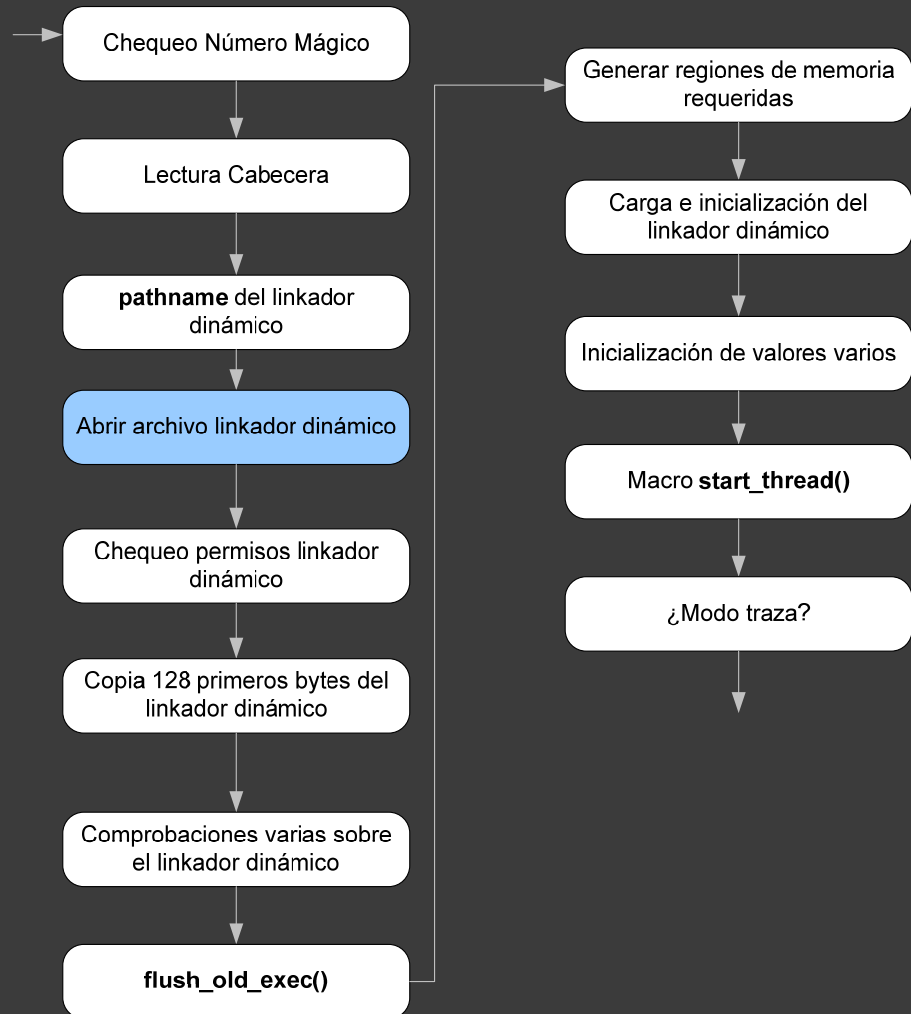 Chequeo Número Mágico
Lectura Cabecera
pathname del linkador
dinámico
Abrir archivo linkador dinámico
Chequeo permisos linkador
dinámico
Copia 128 primeros bytes del
linkador dinámico
Comprobaciones varias sobre
el linkador dinámico
flush_old_exec()
Generar regiones de memoria
requeridas
Carga e inicialización del
linkador dinámico
Inicialización de valores varios
Macro start_thread()
¿Modo traza?